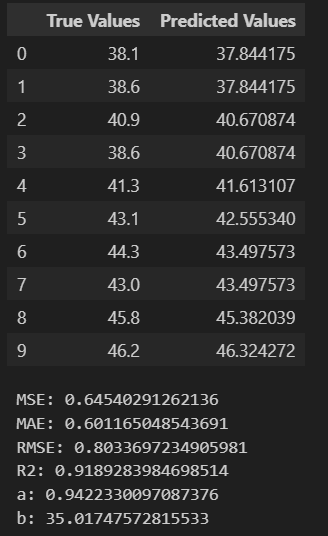 True Values Predicted Values
0 38.1 37.844175
1 38.6 37.844175
2 40.9 40.670874
3 38.6 40.670874
4 41.3 41.613107
5 43.1 42.555340
6 44.3 43.497573
7 43.0 43.497573
8 45.8 45.382039
9 46.2 46.324272
MSE: 0.64540291262136
MAE: 0.601165048543691
RMSE: 0.8033697234905981
R2: 0.9189283984698514
a: 0.9422330097087376
b: 35.01747572815533